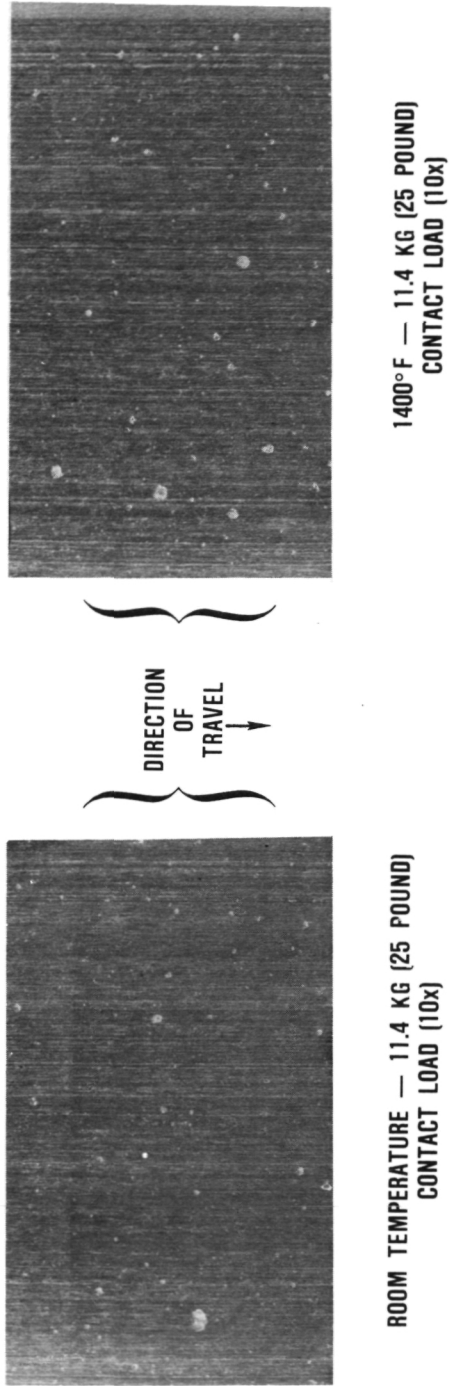 DIRECTION
OF
TRAVEL
ROOM TEMPERATURE — 11.4 KG (25 POUND)
CONTACT LOAD (10x)
1400°F — 11.4 KG (25 POUND)
CONTACT LOAD (10x)